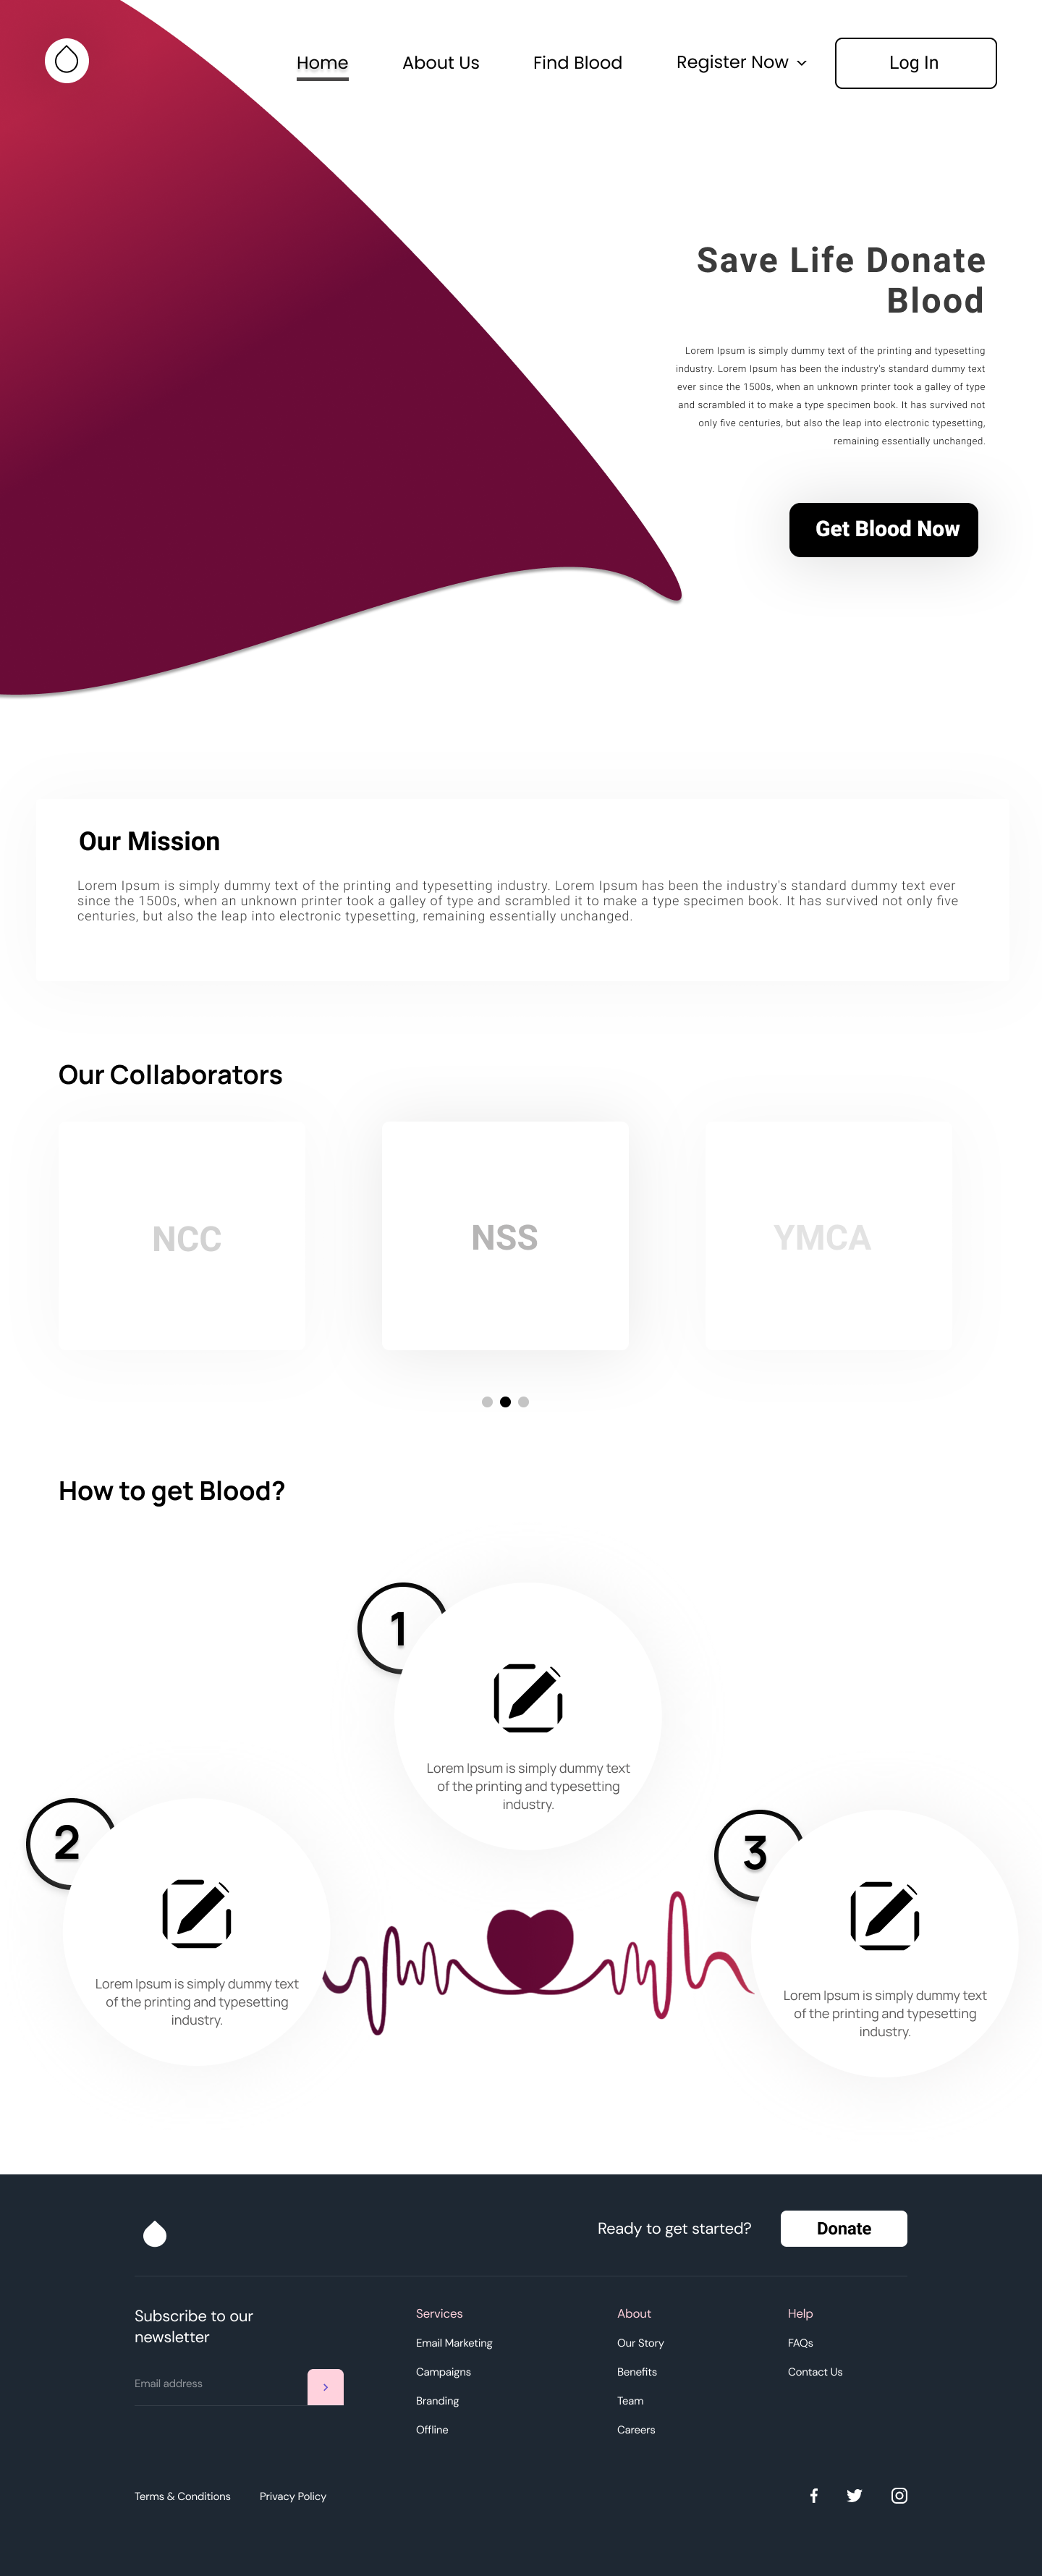 Home
About Us
Find Blood
Register Now
Log In
Save Life Donate
Blood
Lorem Ipsum is simply dummy text of the printing and typesetting
industry. Lorem Ipsum has been the industry's standard dummy text
ever since the 1500s, when an unknown printer took a galley of type
and scrambled it to make a type specimen book. It has survived not
only five centuries, but also the leap into electronic typesetting,
remaining essentially unchanged.
Get Blood Now
Our Mission
Lorem Ipsum is simply dummy text of the printing and typesetting industry. Lorem Ipsum has been the industry's standard dummy text ever
since the 1500s, when an unknown printer took a galley of type and scrambled it to make a type specimen book. It has survived not only five
centuries, but also the leap into electronic typesetting, remaining essentially unchanged.
Our Collaborators
NCC
NSS
YMCA
How to get Blood?
1
Lorem Ipsum is simply dummy text
of the printing and typesetting
industry.
2
Lorem Ipsum is simply dummy text
of the printing and typesetting
industry.
3
Lorem Ipsum is simply dummy text
of the printing and typesetting
industry.
Ready to get started?
Donate
Subscribe to our
newsletter
Email address
Services
Email Marketing
Campaigns
Branding
Offline
About
Our Story
Benefits
Team
Careers
Help
FAQs
Contact Us
Terms & Conditions
Privacy Policy